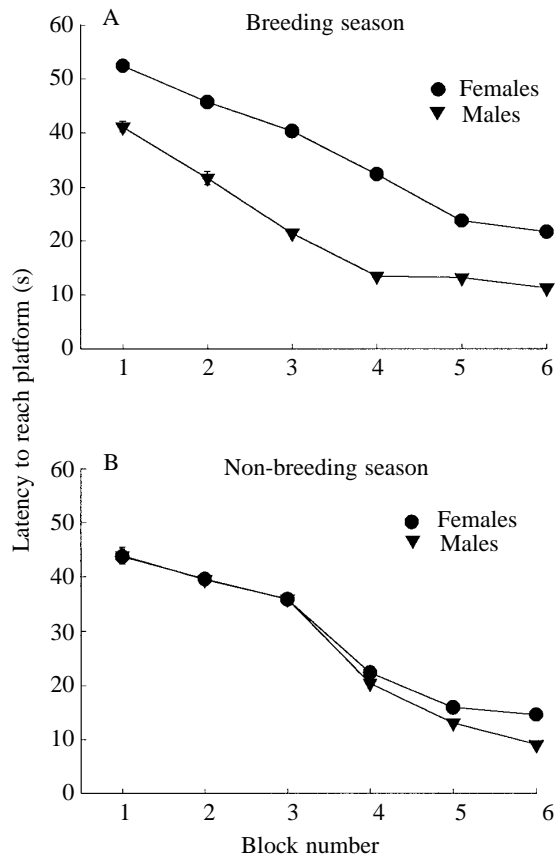 A
Breeding season
60
50
40
30
20
10
0
Females
Males
1 2 3 4 5 6
Latency to reach platform (s)
B
Non-breeding season
60
50
40
30
20
10
0
Females
Males
1 2 3 4 5 6
Block number